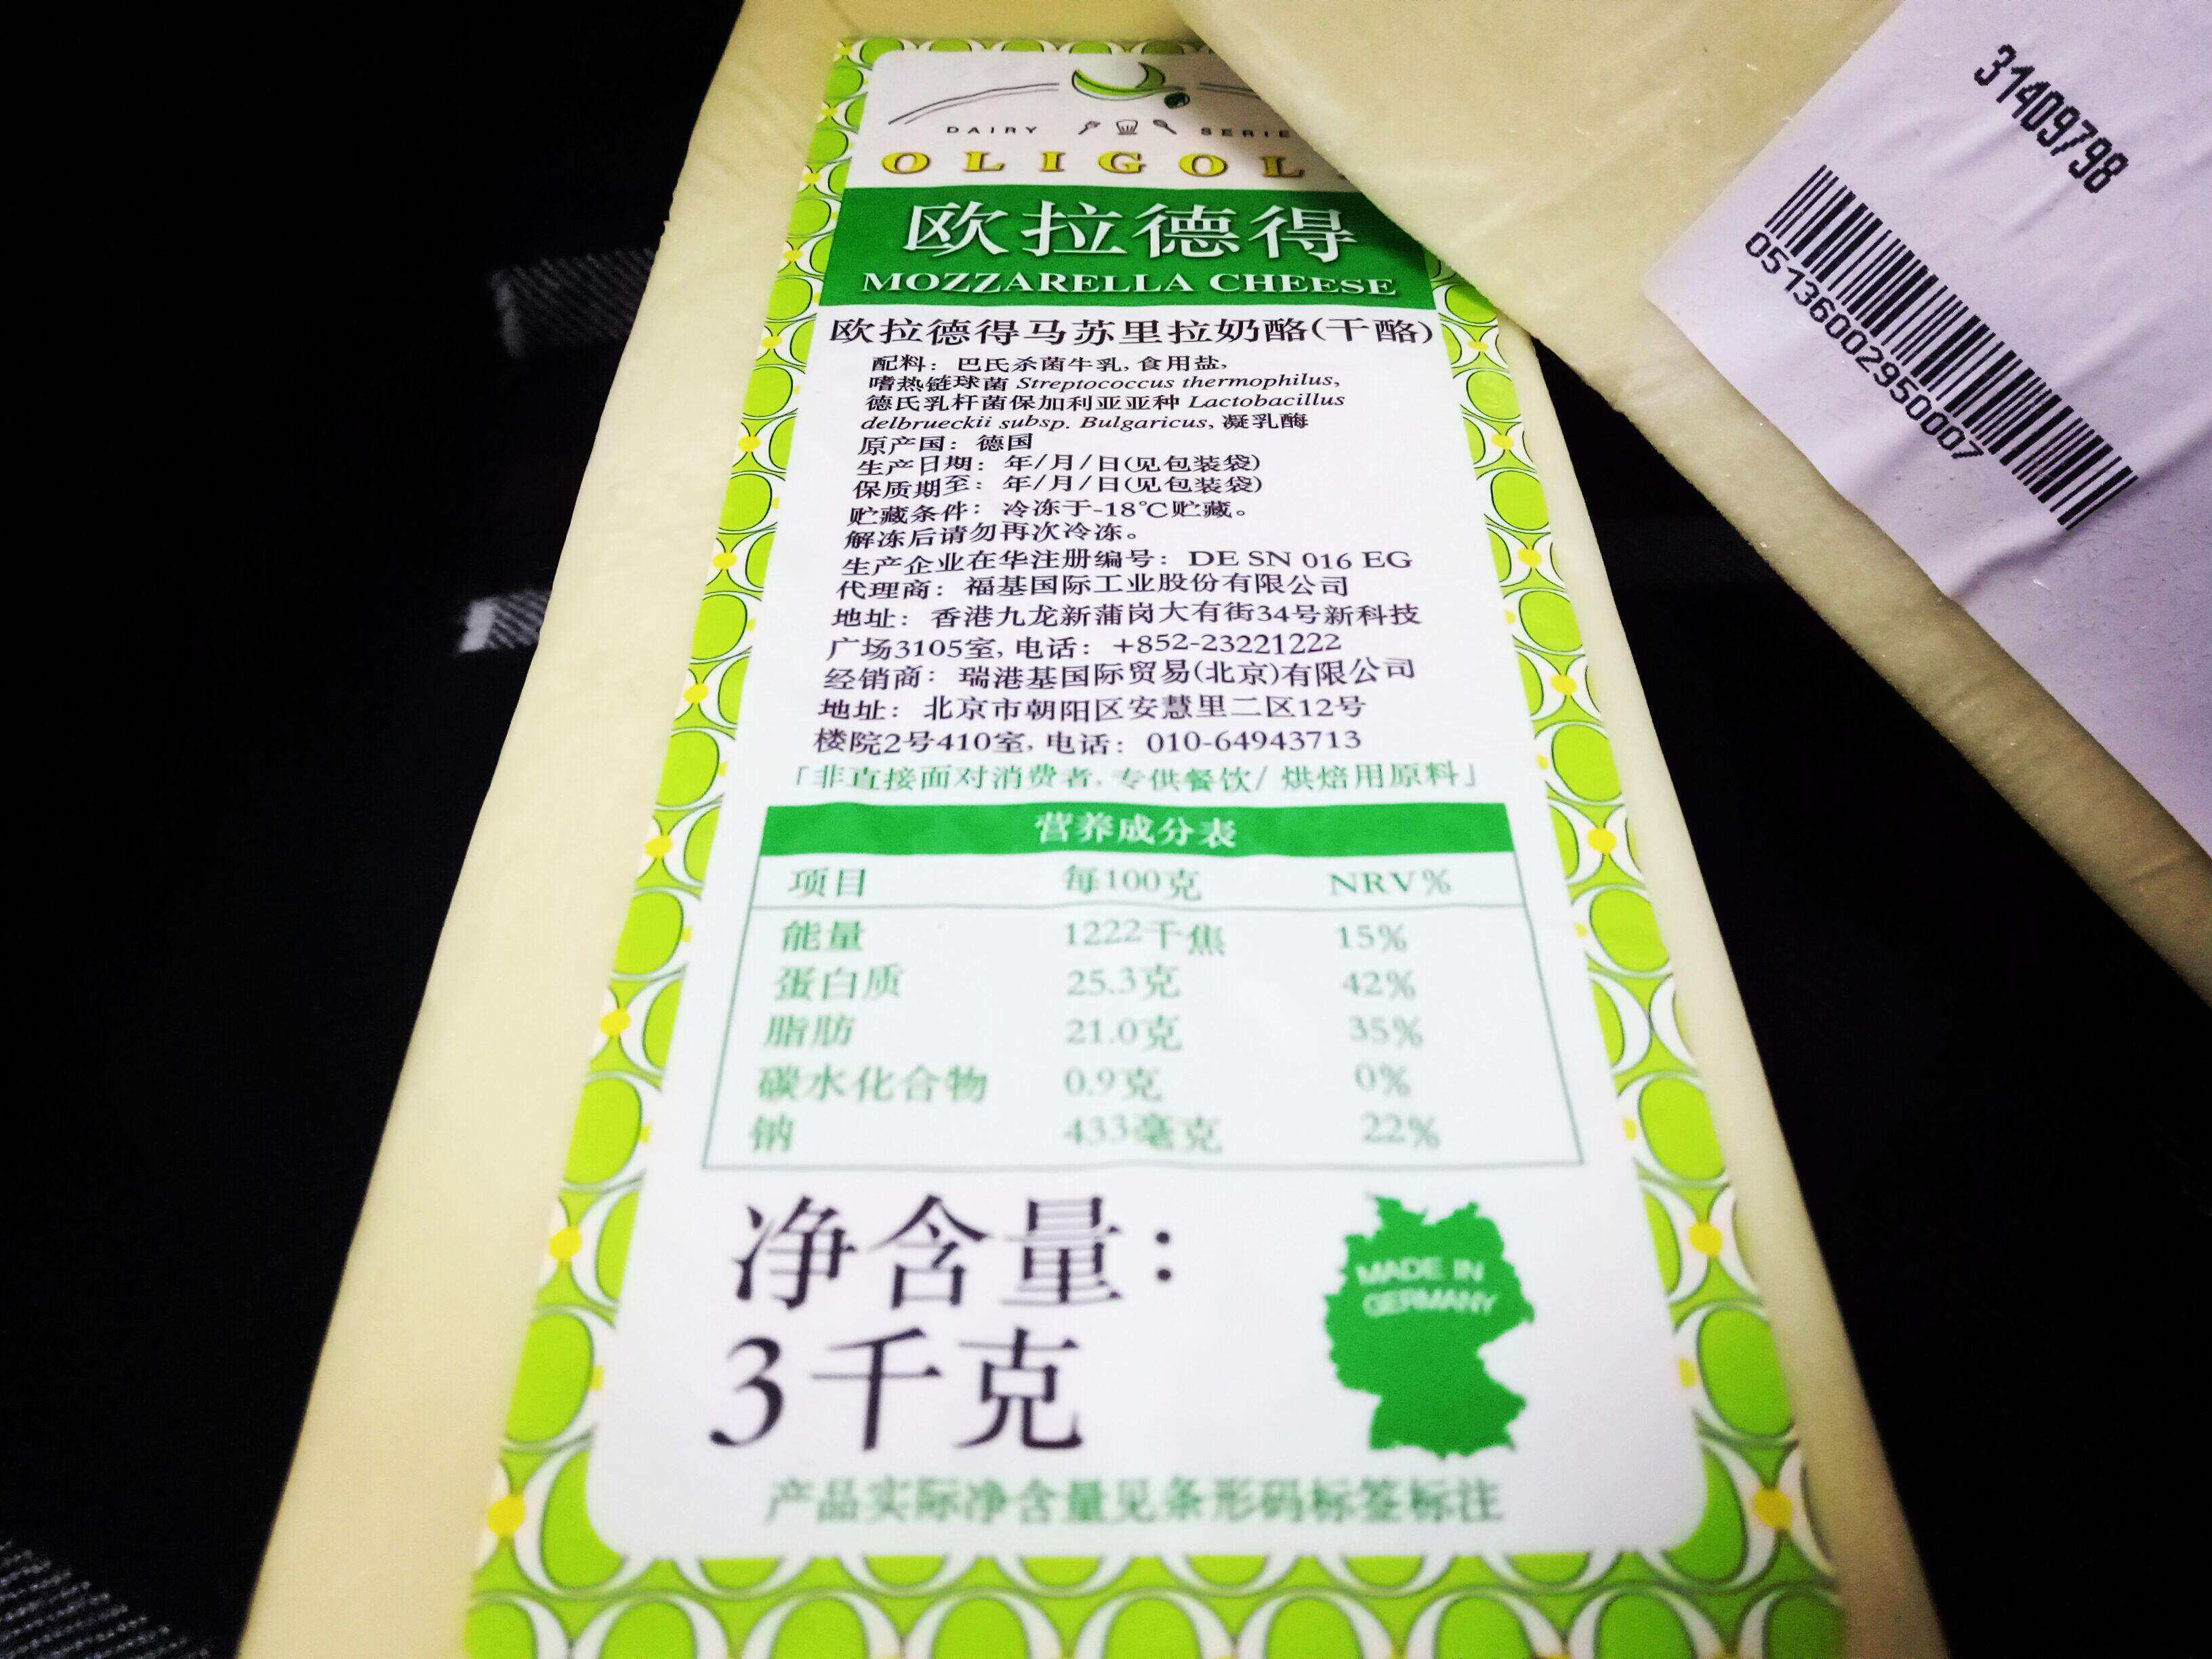 DAIRY SERIE
OLIGOL
欧拉德得
MOZZARELLA CHEESE
欧拉德得马苏里拉奶酪(干酪)
配料：巴氏杀菌牛乳, 食用盐,
嗜热链球菌 Streptococcus thermophilus,
德氏乳杆菌保加利亚亚种 Lactobacillus
delbrueckii subsp. Bulgaricus, 凝乳酶
原产国：德国
生产日期：年/月/日(见包装袋)
保质期至：年/月/日(见包装袋)
贮藏条件：冷冻于-18℃贮藏。
解冻后请勿再次冷冻。
生产企业在华注册编号：DE SN 016 EG
代理商：福基国际工业股份有限公司
地址：香港九龙新蒲岗大有街34号新科技
广场3105室, 电话：+852-23221222
经销商：瑞港基国际贸易(北京)有限公司
地址：北京市朝阳区安慧里二区12号
楼院2号410室, 电话：010-64943713
「非直接面对消费者, 专供餐饮/ 烘焙用原料」
营养成分表
项目 每100克 NRV%
能量 1222千焦 15%
蛋白质 25.3克 42%
脂肪 21.0克 35%
碳水化合物 0.9克 0%
钠 433毫克 22%
净含量：
3千克
MADE IN
GERMANY
产品实际净含量见条形码标签标注
31409798
05136002950007